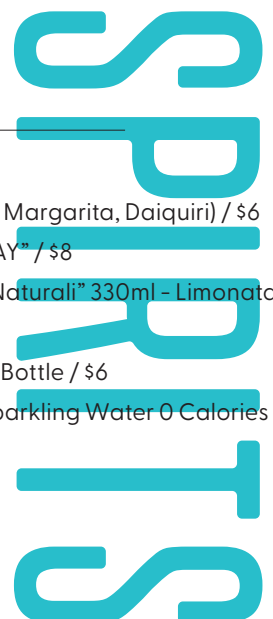 SPIRITS
Margarita, Daiquiri) / $6
AY” / $8
Naturali” 330ml - Limonata
Bottle / $6
parkling Water 0 Calories